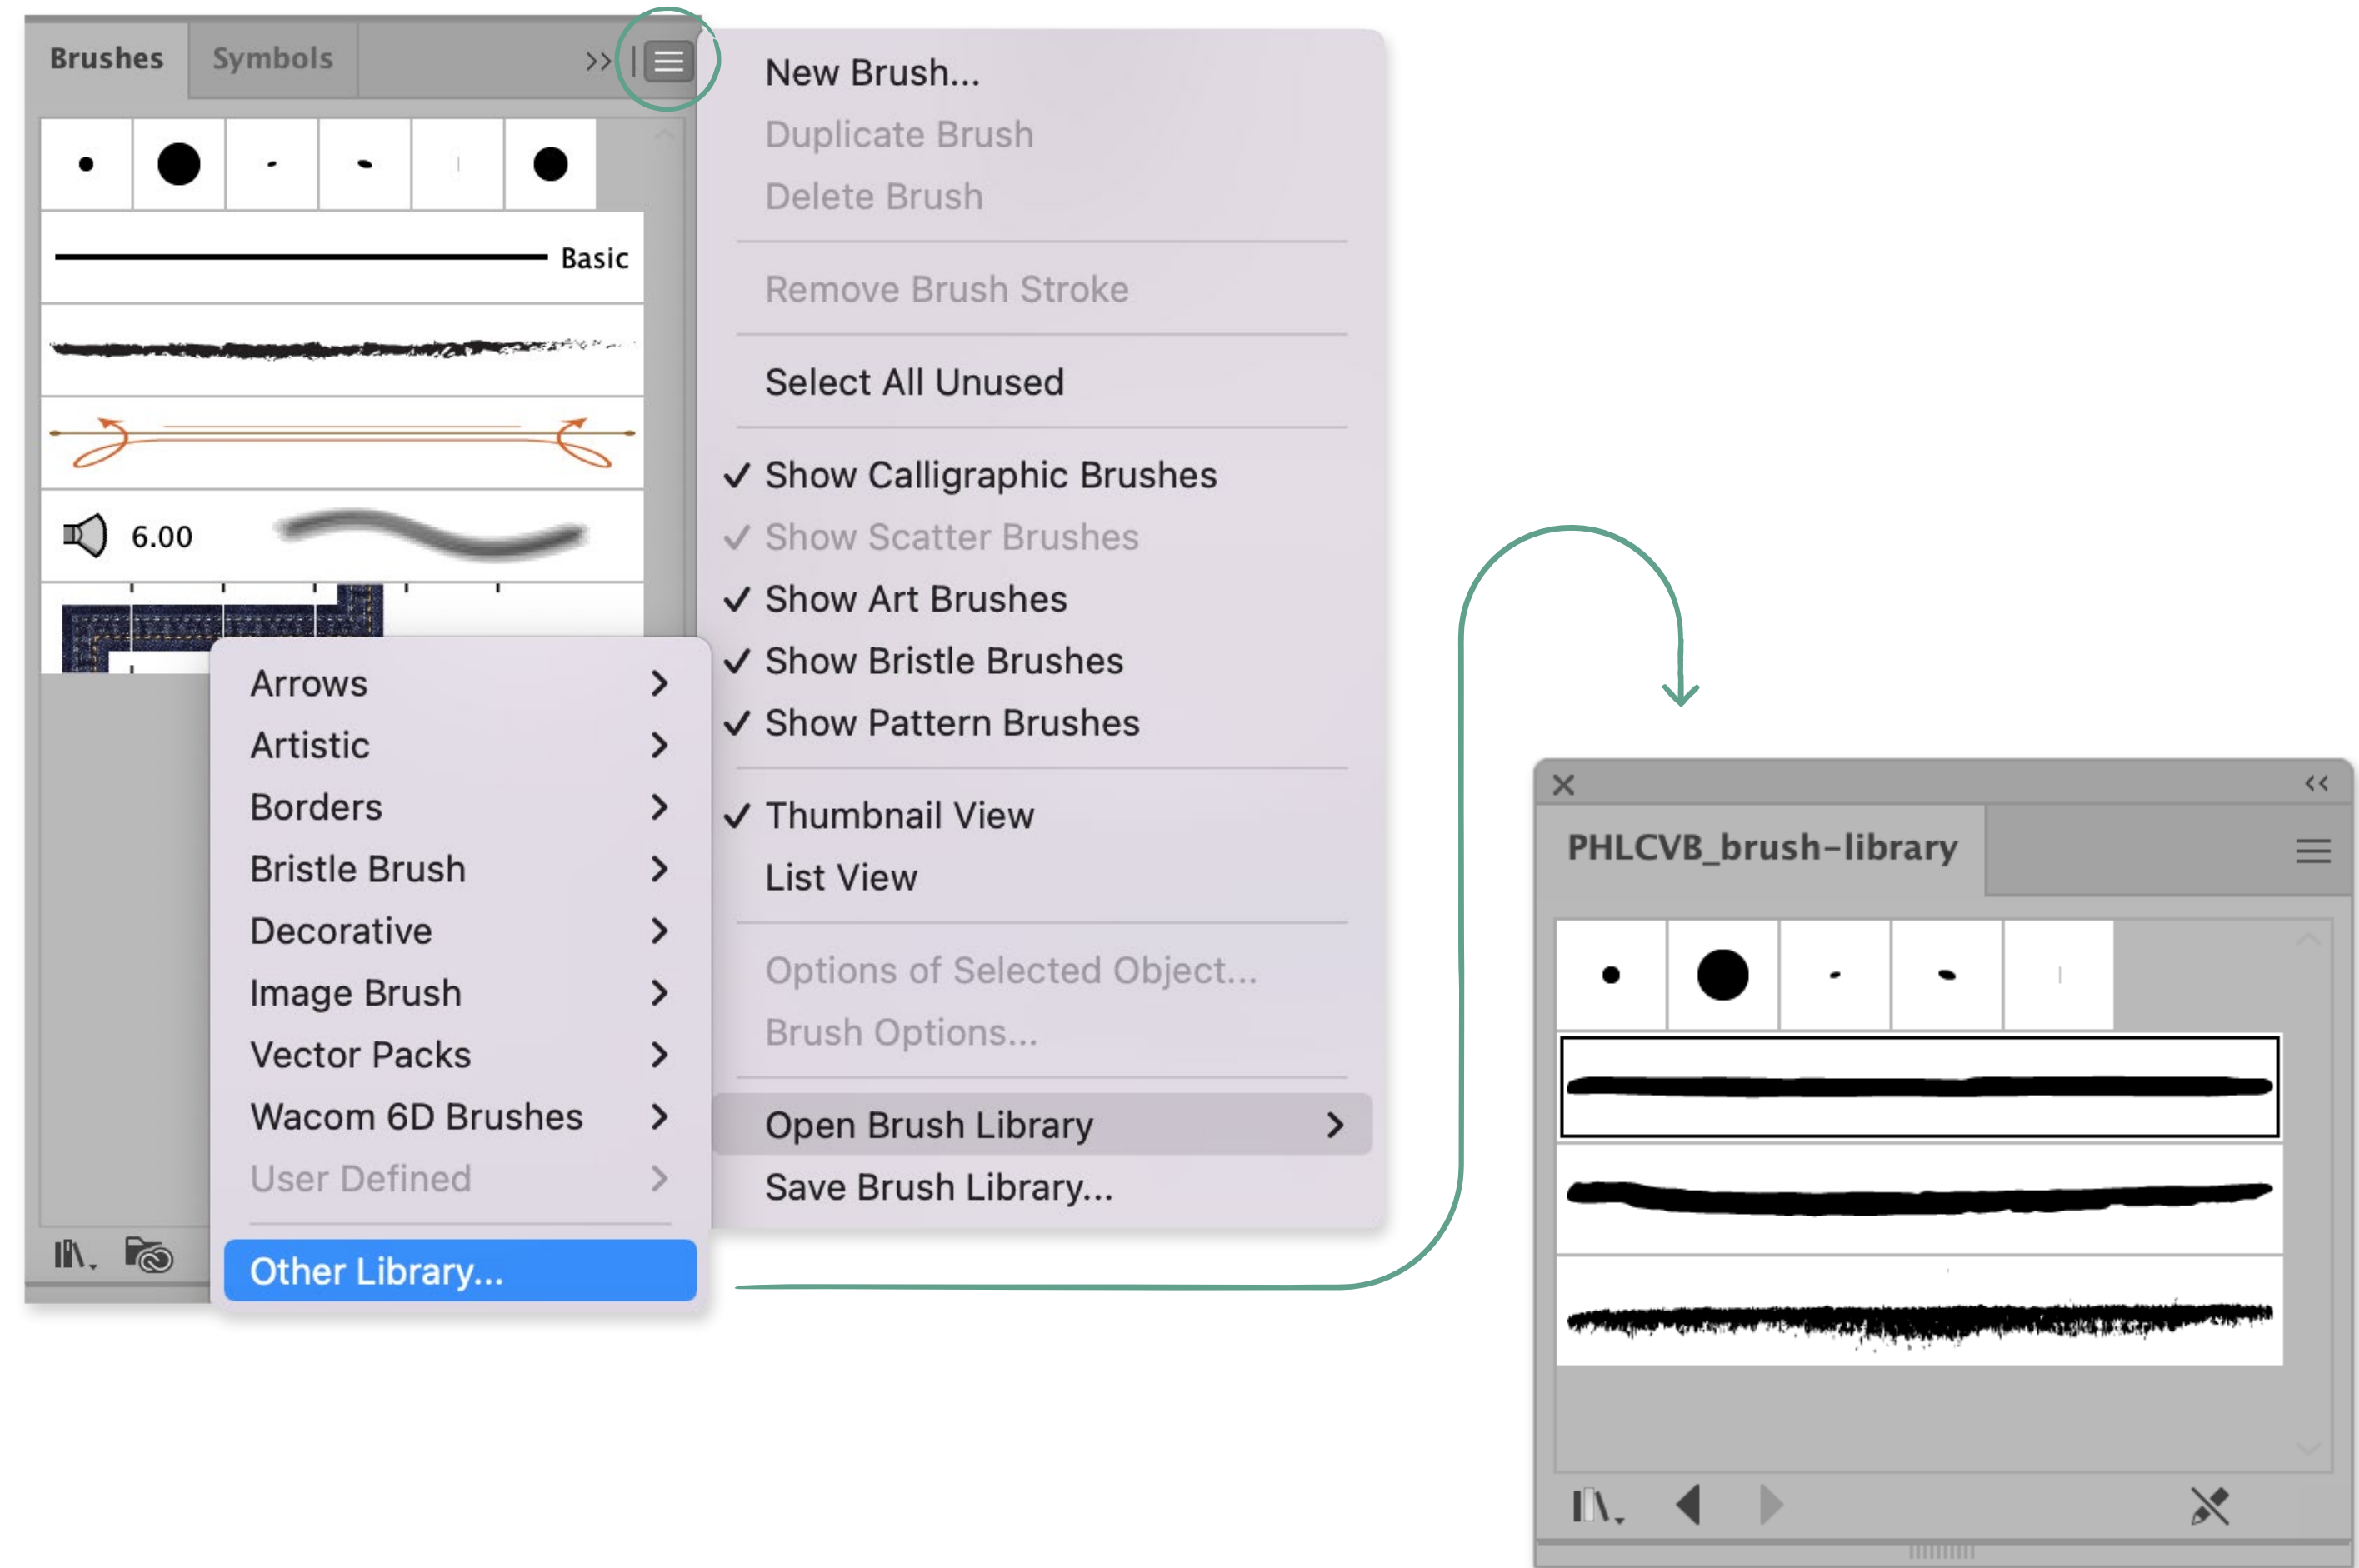 Brushes
Symbols
Basic
6.00
New Brush...
Duplicate Brush
Delete Brush
Remove Brush Stroke
Select All Unused
Show Calligraphic Brushes
Show Scatter Brushes
Show Art Brushes
Show Bristle Brushes
Show Pattern Brushes
Thumbnail View
List View
Options of Selected Object...
Brush Options...
Open Brush Library
Save Brush Library...
Arrows
Artistic
Borders
Bristle Brush
Decorative
Image Brush
Vector Packs
Wacom 6D Brushes
User Defined
Other Library...
PHLCVB_brush-library